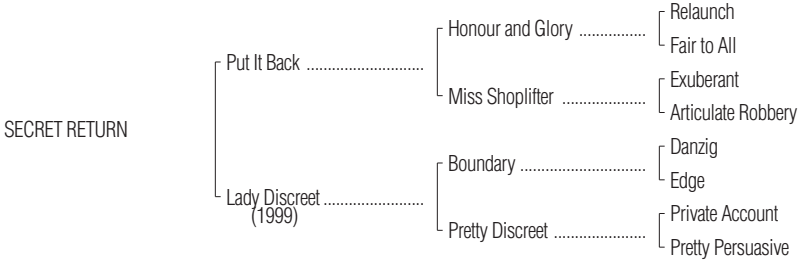 Relaunch
Honour and Glory ................
Fair to All
Put It Back ............................
Exuberant
Miss Shoplifter ....................
Articulate Robbery
SECRET RETURN
Danzig
Boundary ..............................
Edge
Lady Discreet ........................
(1999)
Private Account
Pretty Discreet ......................
Pretty Persuasive